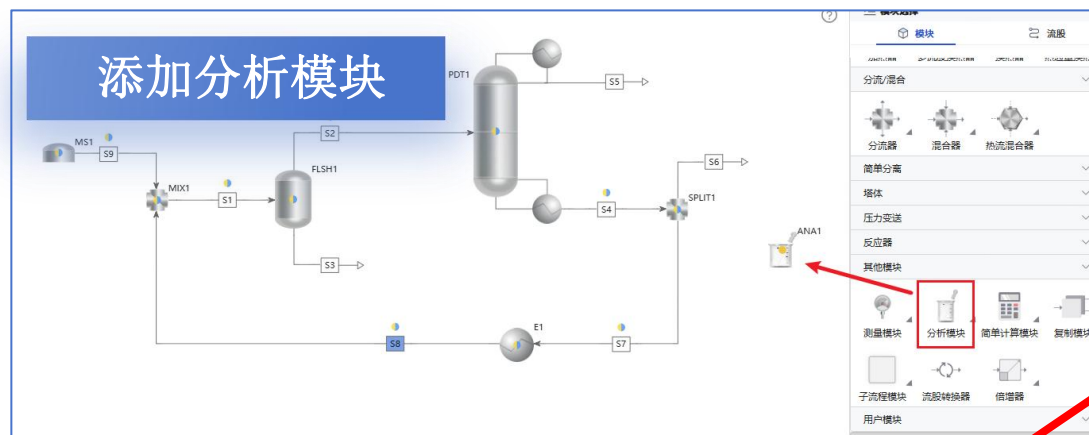 添加分析模块
模块选择
模块
流股
分流/混合
分流器
混合器
热流混合器
简单分离
塔体
压力变送
反应器
其他模块
测量模块
分析模块
简单计算模块
复制模块
子流程模块
流股转换器
倍增器
用户模块
PDT1
S5
S2
MS1
S9
FLSH1
S6
MIX1
S1
SPLIT1
S4
ANA1
S3
E1
S8
S7